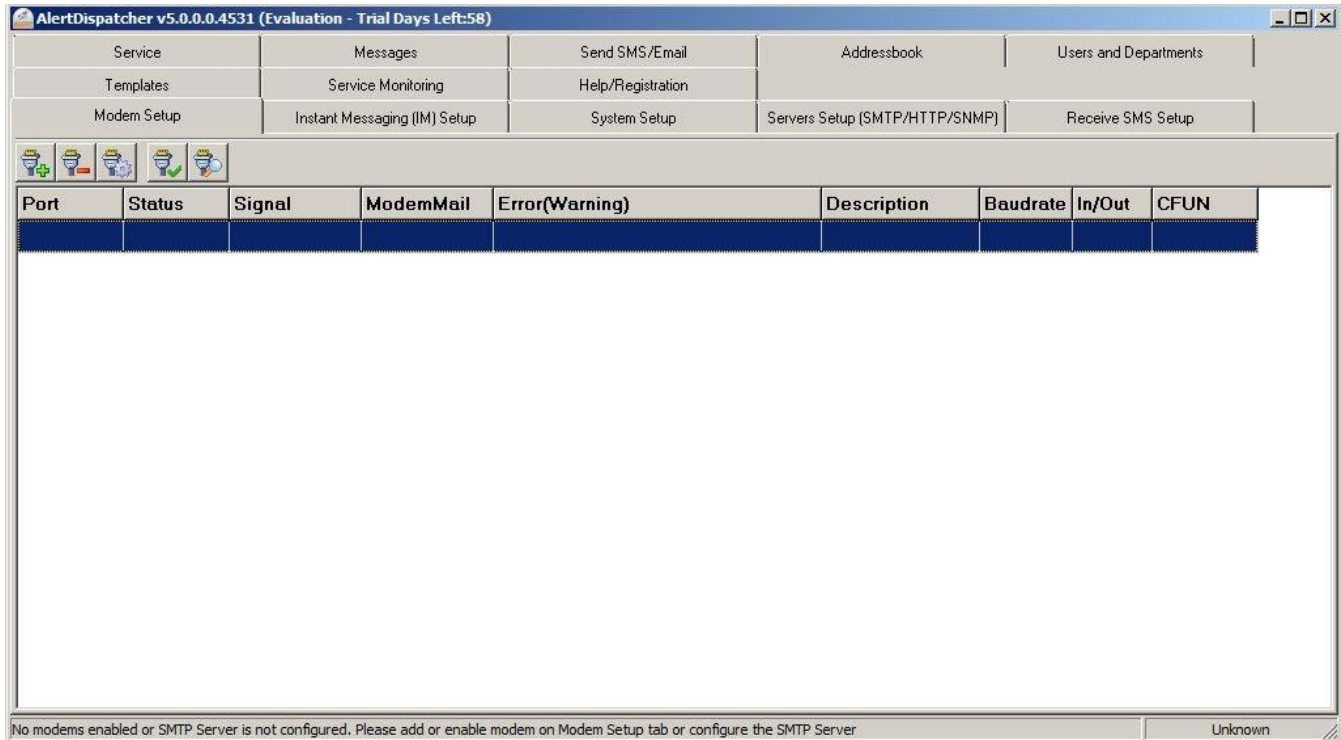 AlertDispatcher v5.0.0.0.4531 (Evaluation - Trial Days Left:58)
Service Messages Send SMS/Email Addressbook Users and Departments
Templates Service Monitoring Help/Registration
Modem Setup Instant Messaging (IM) Setup System Setup Servers Setup (SMTP/HTTP/SNMP) Receive SMS Setup
Port Status Signal ModemMail Error(Warning) Description Baudrate In/Out CFUN
No modems enabled or SMTP Server is not configured. Please add or enable modem on Modem Setup tab or configure the SMTP Server Unknown